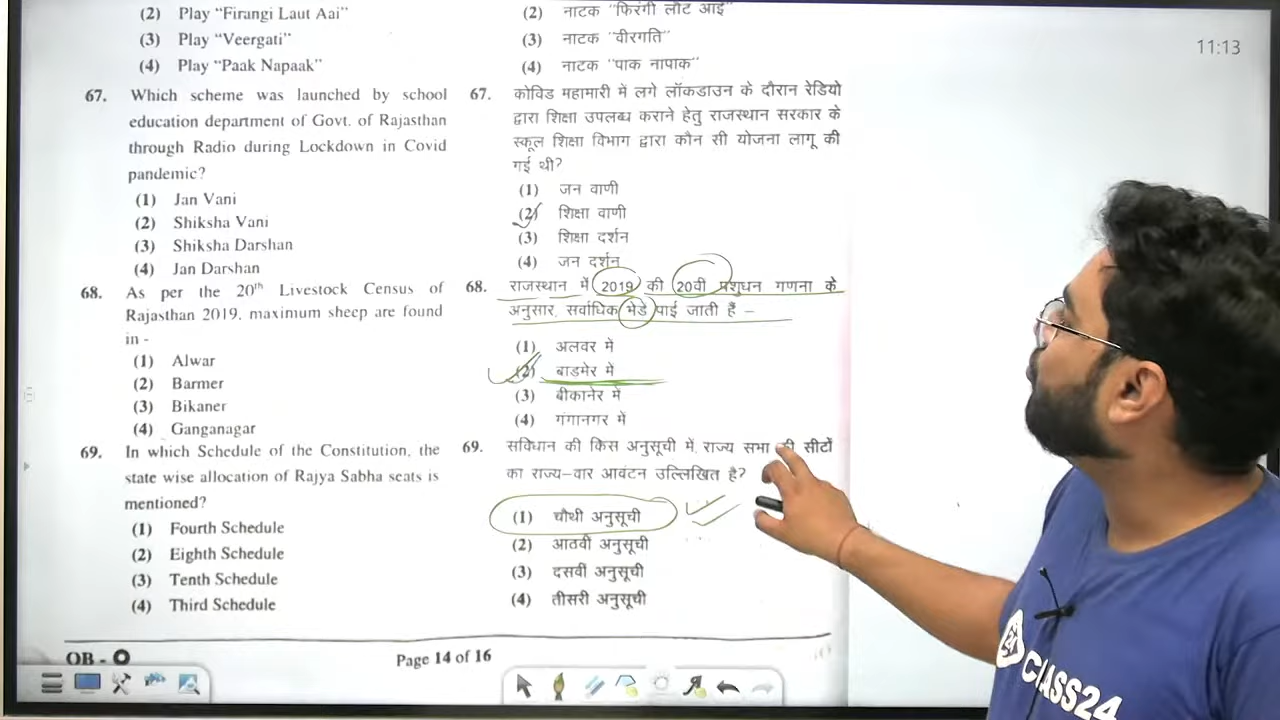 (2) Play “Firangi Laut Aai”
(3) Play “Veergati”
(4) Play “Paak Napaak”
67. Which scheme was launched by school
education department of Govt. of Rajasthan
through Radio during Lockdown in Covid
pandemic?
(1) Jan Vani
(2) Shiksha Vani
(3) Shiksha Darshan
(4) Jan Darshan
68. As per the 20th Livestock Census of
Rajasthan 2019, maximum sheep are found
in -
(1) Alwar
(2) Barmer
(3) Bikaner
(4) Ganganagar
69. In which Schedule of the Constitution, the
state wise allocation of Rajya Sabha seats is
mentioned?
(1) Fourth Schedule
(2) Eighth Schedule
(3) Tenth Schedule
(4) Third Schedule
(2) नाटक “फिरंगी लौट आई”
(3) नाटक “वीरगति”
(4) नाटक “पाक नापाक”
67. कोविड महामारी में लगे लॉकडाउन के दौरान रेडियो
द्वारा शिक्षा उपलब्ध कराने हेतु राजस्थान सरकार के
स्कूल शिक्षा विभाग द्वारा कौन सी योजना लागू की
गई थी?
(1) जन वाणी
(2) शिक्षा वाणी
(3) शिक्षा दर्शन
(4) जन दर्शन
68. राजस्थान में 2019 की 20वी पशुधन गणना के
अनुसार, सर्वाधिक भेडे पाई जाती हैं –
(1) अलवर में
(2) बाडमेर में
(3) बीकानेर में
(4) गंगानगर में
69. संविधान की किस अनुसूची में राज्य सभा की सीटों
का राज्य–वार आवंटन उल्लिखित है?
(1) चौथी अनुसूची
(2) आठवी अनुसूची
(3) दसवीं अनुसूची
(4) तीसरी अनुसूची
OB -
Page 14 of 16
11:13
CLASS24